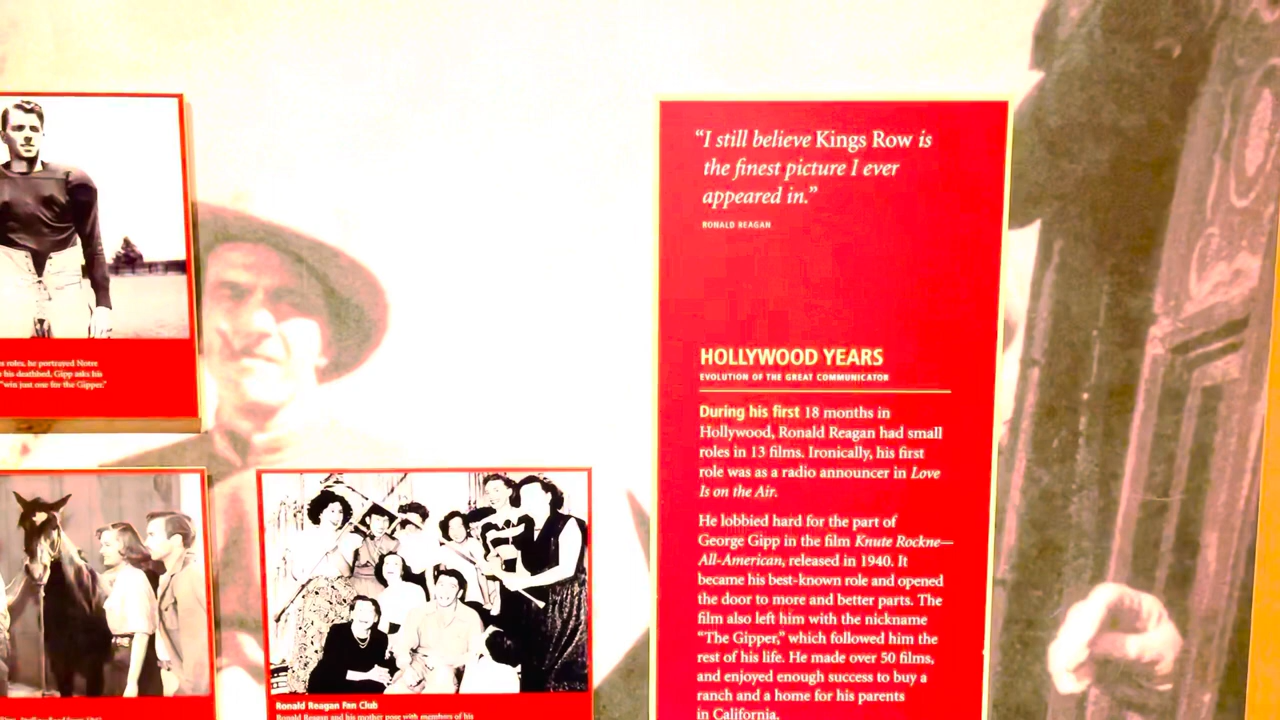 “I still believe Kings Row is
the finest picture I ever
appeared in.”
RONALD REAGAN
HOLLYWOOD YEARS
EVOLUTION OF THE GREAT COMMUNICATOR
During his first 18 months in
Hollywood, Ronald Reagan had small
roles in 13 films. Ironically, his first
role was as a radio announcer in Love
Is on the Air.
He lobbied hard for the part of
George Gipp in the film Knute Rockne—
All-American, released in 1940. It
became his best-known role and opened
the door to more and better parts. The
film also left him with the nickname
“The Gipper,” which followed him the
rest of his life. He made over 50 films,
and enjoyed enough success to buy a
ranch and a home for his parents
in California.
roles, he portrayed Notre
his deathbed, Gipp asks his
“win just one for the Gipper.”
Ronald Reagan Fan Club
Ronald Reagan and his mother pose with members of his